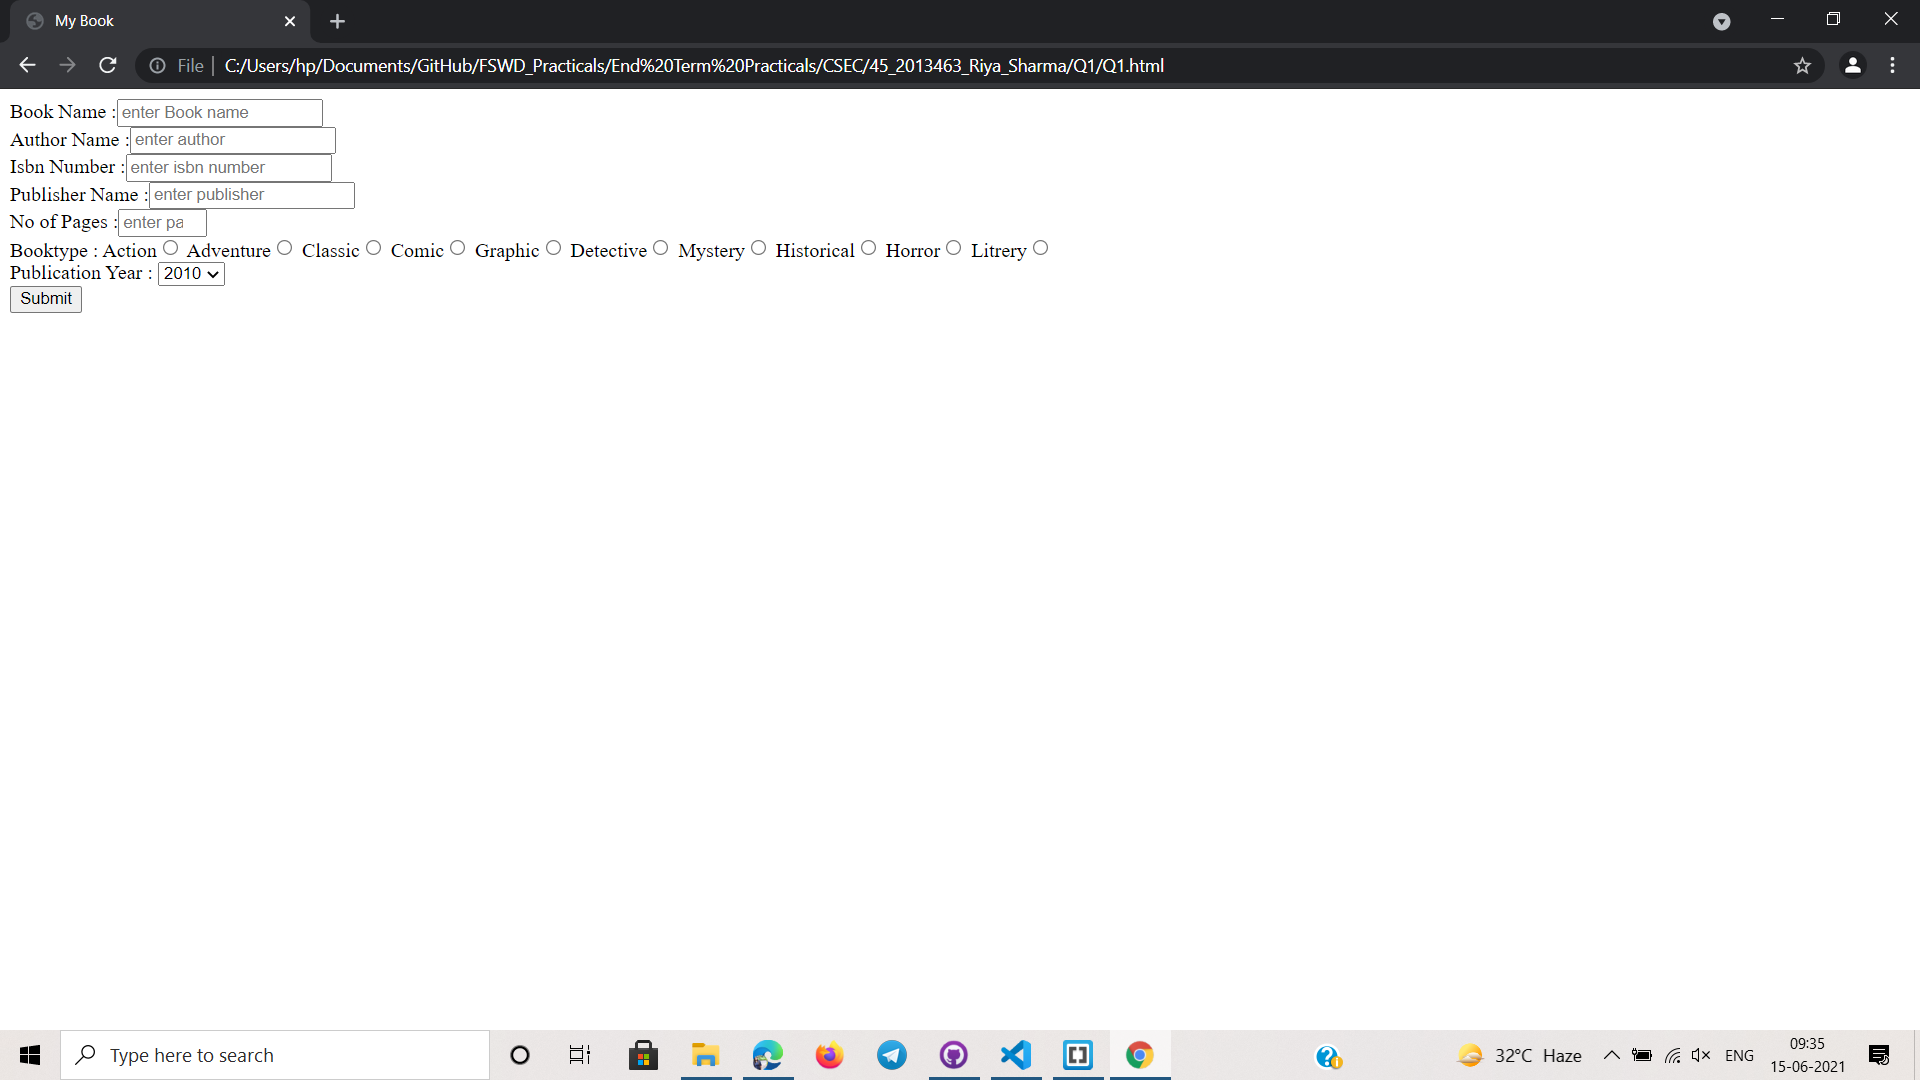 My Book
File C:/Users/hp/Documents/GitHub/FSWD_Practicals/End%20Term%20Practicals/CSEC/45_2013463_Riya_Sharma/Q1/Q1.html
Book Name : enter Book name
Author Name : enter author
Isbn Number : enter isbn number
Publisher Name : enter publisher
No of Pages : enter pa
Booktype : Action Adventure Classic Comic Graphic Detective Mystery Historical Horror Litrery
Publication Year : 2010
Submit
Type here to search
32°C Haze
ENG
09:35
15-06-2021